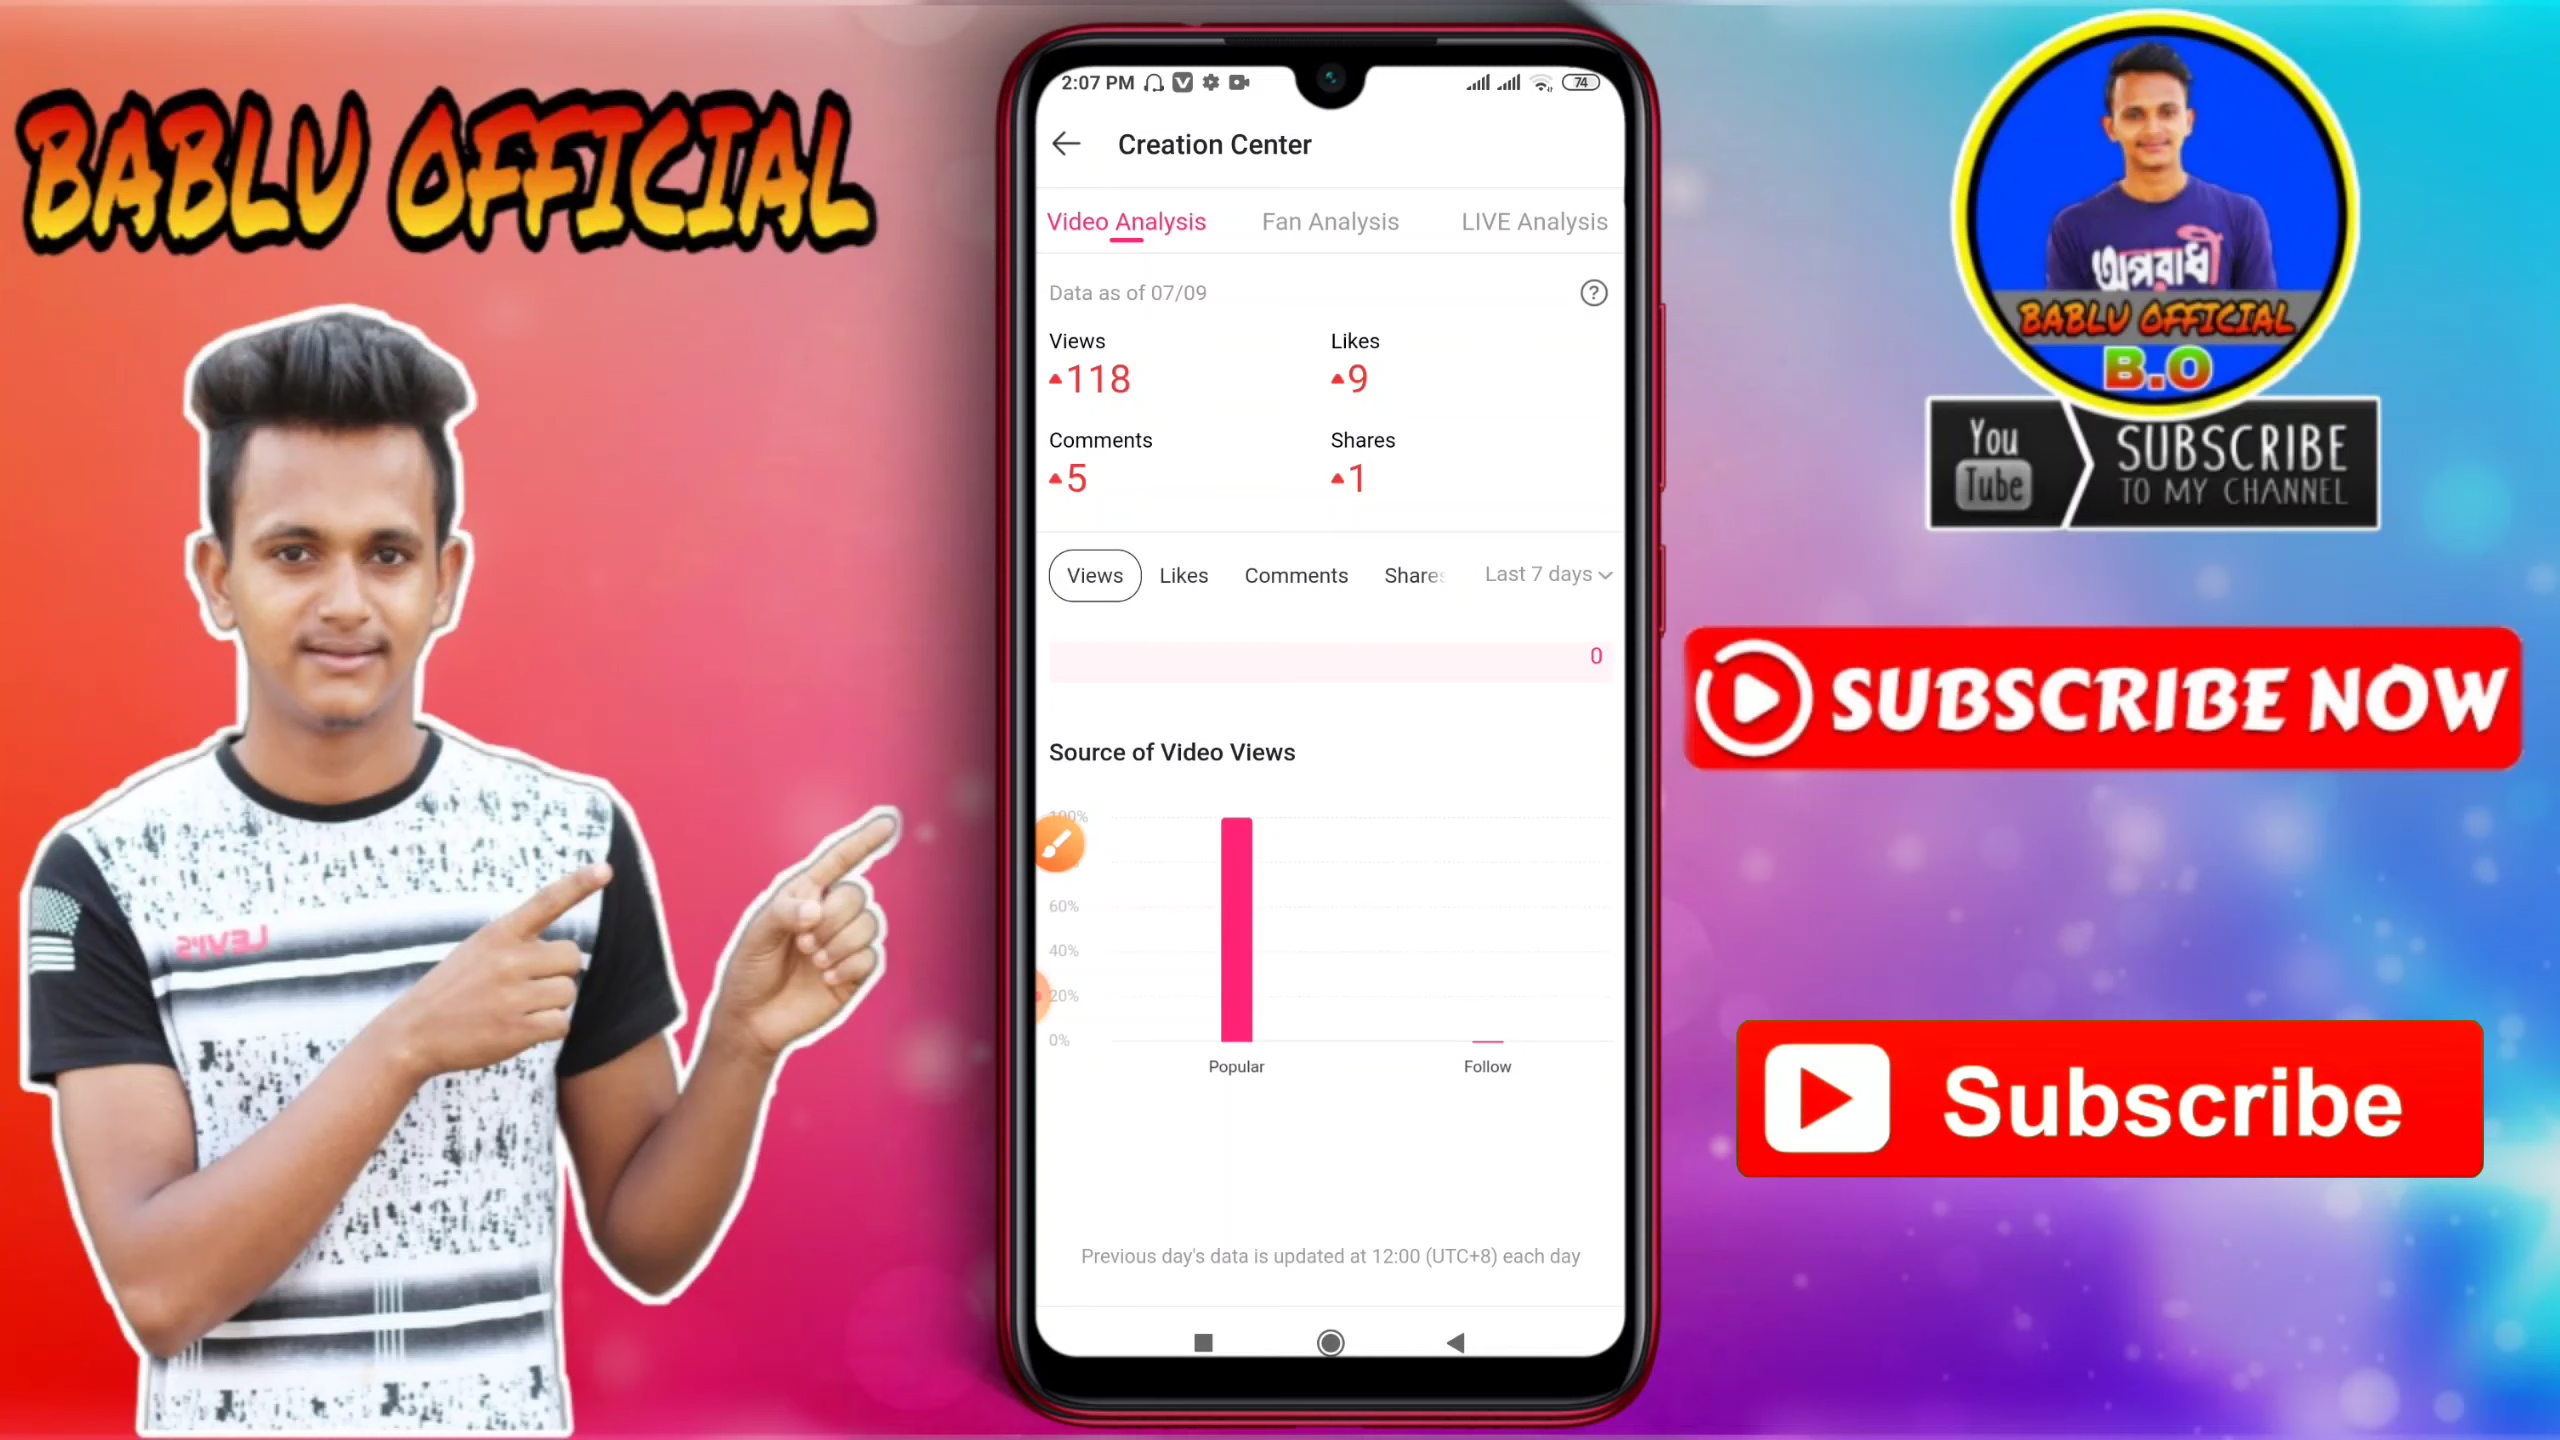 BABLU OFFICIAL
LEVI'S
2:07 PM
74
Creation Center
Video Analysis
Fan Analysis
LIVE Analysis
Data as of 07/09
?
Views
118
Likes
9
Comments
5
Shares
1
Views
Likes
Comments
Shares
Last 7 days
0
Source of Video Views
100%
60%
40%
20%
0%
Popular
Follow
Previous day's data is updated at 12:00 (UTC+8) each day
অপরাধী
BABLU OFFICIAL
B.O
You
Tube
SUBSCRIBE
TO MY CHANNEL
SUBSCRIBE NOW
Subscribe